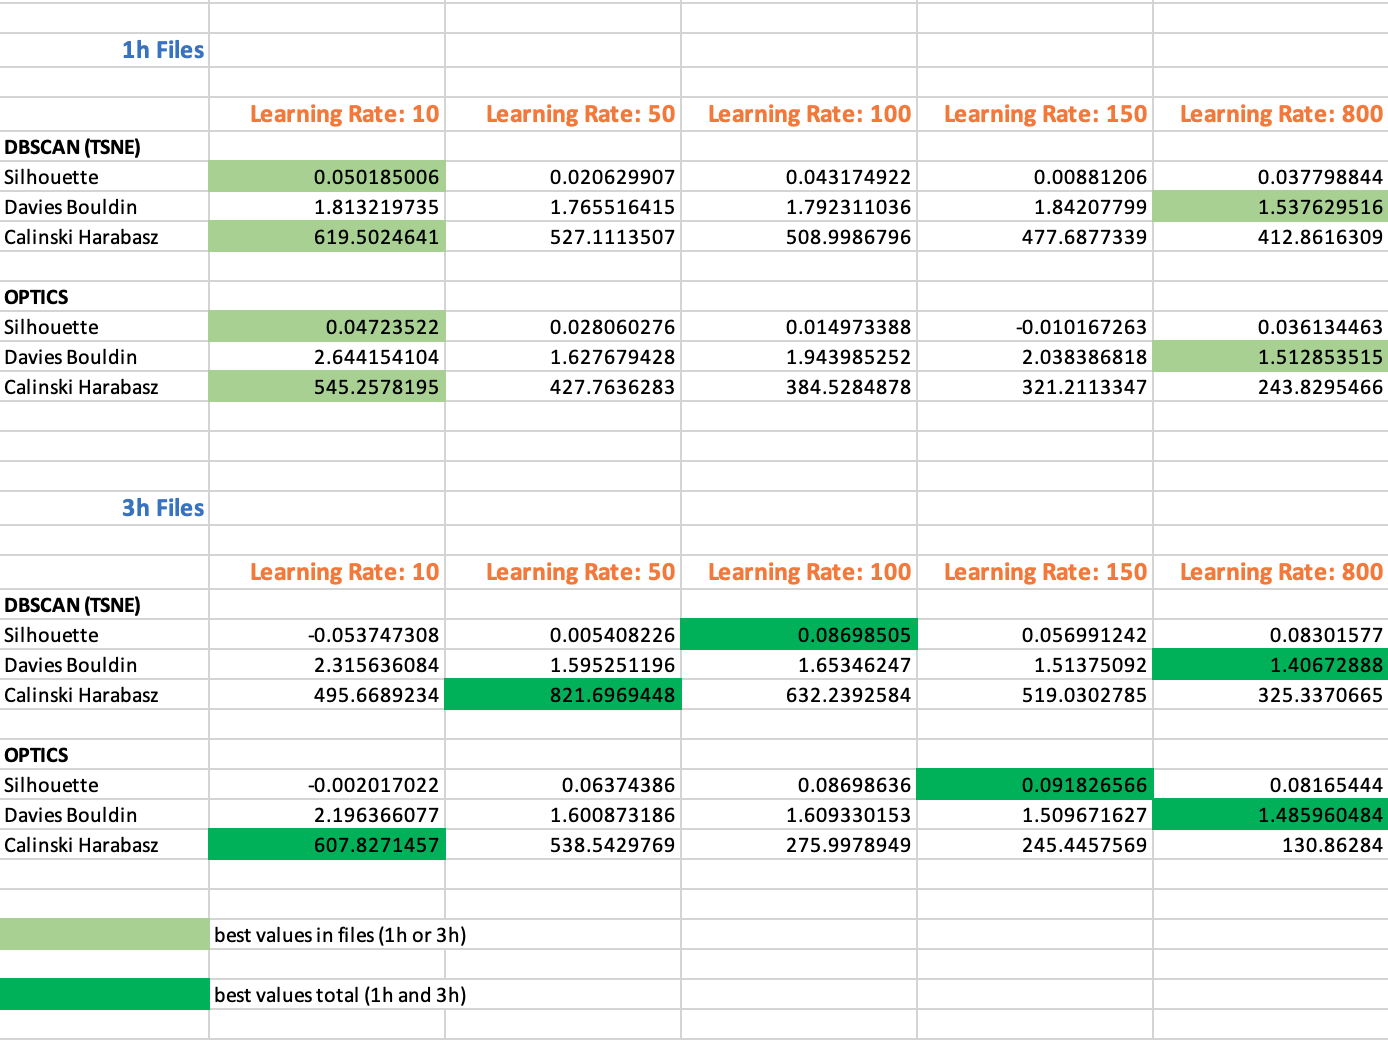 1h Files
Learning Rate: 10 Learning Rate: 50 Learning Rate: 100 Learning Rate: 150 Learning Rate: 800
DBSCAN (TSNE)
Silhouette 0.050185006 0.020629907 0.043174922 0.00881206 0.037798844
Davies Bouldin 1.813219735 1.765516415 1.792311036 1.84207799 1.537629516
Calinski Harabasz 619.5024641 527.1113507 508.9986796 477.6877339 412.8616309
OPTICS
Silhouette 0.04723522 0.028060276 0.014973388 -0.010167263 0.036134463
Davies Bouldin 2.644154104 1.627679428 1.943985252 2.038386818 1.512853515
Calinski Harabasz 545.2578195 427.7636283 384.5284878 321.2113347 243.8295466
3h Files
Learning Rate: 10 Learning Rate: 50 Learning Rate: 100 Learning Rate: 150 Learning Rate: 800
DBSCAN (TSNE)
Silhouette -0.053747308 0.005408226 0.08698505 0.056991242 0.08301577
Davies Bouldin 2.315636084 1.595251196 1.65346247 1.51375092 1.40672888
Calinski Harabasz 495.6689234 821.6969448 632.2392584 519.0302785 325.3370665
OPTICS
Silhouette -0.002017022 0.06374386 0.08698636 0.091826566 0.08165444
Davies Bouldin 2.196366077 1.600873186 1.609330153 1.509671627 1.485960484
Calinski Harabasz 607.8271457 538.5429769 275.9978949 245.4457569 130.86284
best values in files (1h or 3h)
best values total (1h and 3h)